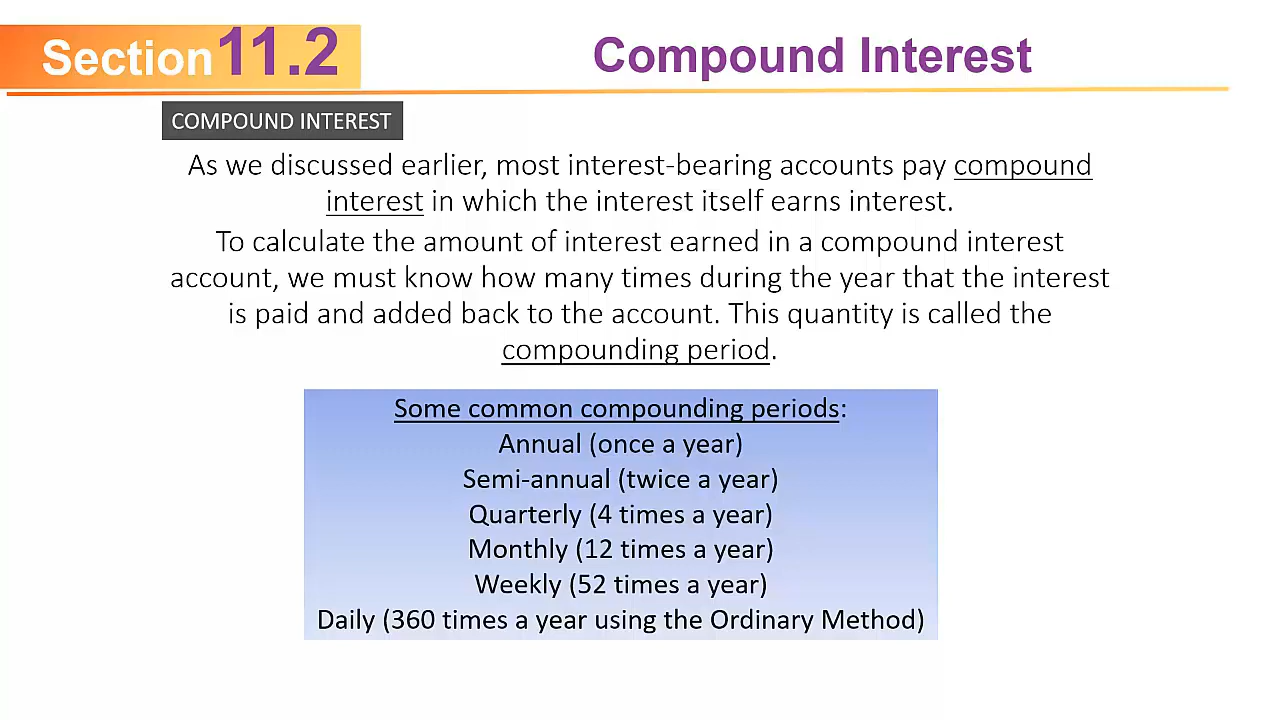 Section 11.2
Compound Interest
COMPOUND INTEREST
As we discussed earlier, most interest-bearing accounts pay compound
interest in which the interest itself earns interest.
To calculate the amount of interest earned in a compound interest
account, we must know how many times during the year that the interest
is paid and added back to the account. This quantity is called the
compounding period.
Some common compounding periods:
Annual (once a year)
Semi-annual (twice a year)
Quarterly (4 times a year)
Monthly (12 times a year)
Weekly (52 times a year)
Daily (360 times a year using the Ordinary Method)